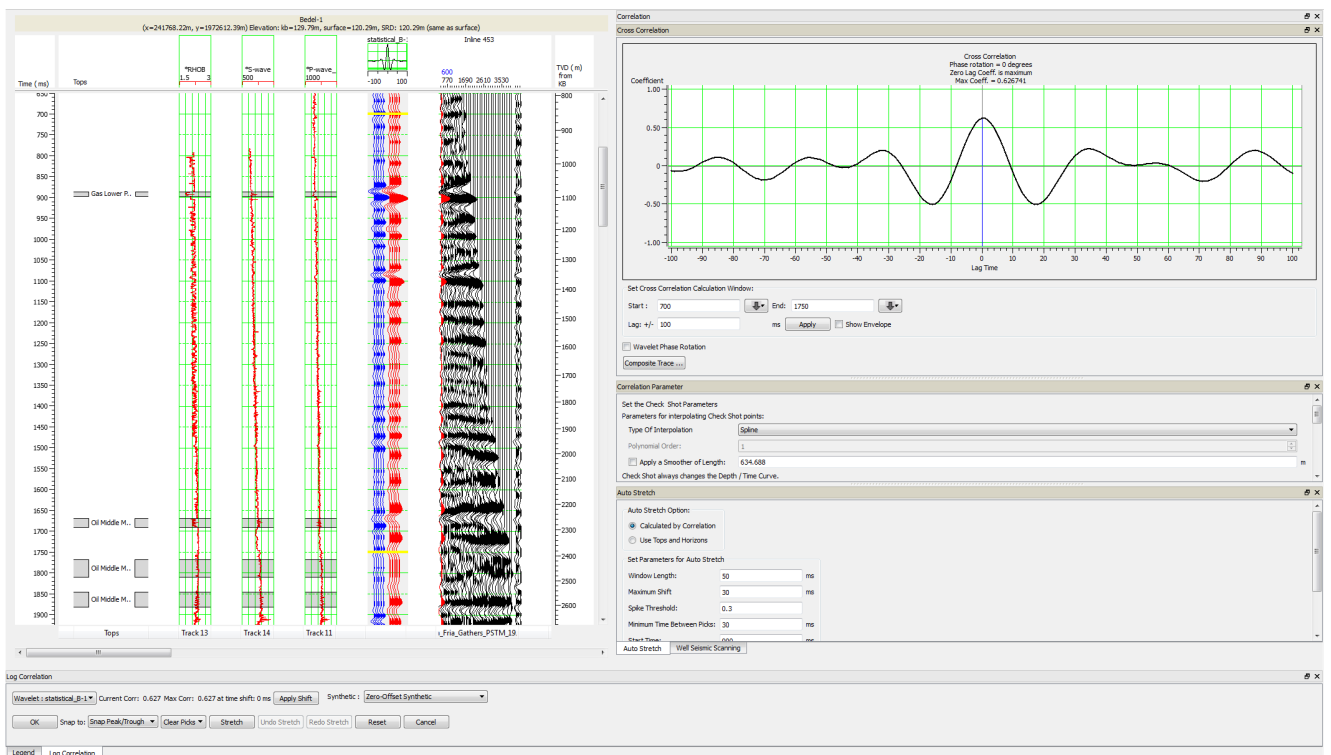 Bedel-1
(x=241768.22m, y=1972612.39m) Elevation: kb=129.79m, surface=120.29m, SRD: 120.29m (same as surface)
statistical_B-1
Inline 453
Time (ms)
Tops
*RHOB
1.5 3
*S-wave
500
*P-wave_
1000
-100 100
600
770 1690 2610 3530
TVD (m)
from
KB
650
700
750
800
850
900
950
1000
1050
1100
1150
1200
1250
1300
1350
1400
1450
1500
1550
1600
1650
1700
1750
1800
1850
1900
Gas Lower P..
Oil Middle M..
Oil Middle M..
Oil Middle M..
800
900
1000
1100
1200
1300
1400
1500
1600
1700
1800
1900
2000
2100
2200
2300
2400
2500
2600
Tops
Track 13
Track 14
Track 11
_Fria_Gathers_PSTM_19
Correlation
Cross Correlation
Cross Correlation
Phase rotation = 0 degrees
Zero Lag Coeff. is maximum
Max Coeff. = 0.626741
Coefficient
1.00
0.50
0
-0.50
-1.00
-100 -90 -80 -70 -60 -50 -40 -30 -20 -10 0 10 20 30 40 50 60 70 80 90 100
Lag Time
Set Cross Correlation Calculation Window:
Start : 700 End: 1750
Lag: +/- 100 ms Apply Show Envelope
Wavelet Phase Rotation
Composite Trace ...
Correlation Parameter
Set the Check Shot Parameters
Parameters for interpolating Check Shot points:
Type Of Interpolation Spline
Polynomial Order: 1
Apply a Smoother of Length: 634.688 m
Check Shot always changes the Depth / Time Curve.
Auto Stretch
Auto Stretch Option:
Calculated by Correlation
Use Tops and Horizons
Set Parameters for Auto Stretch
Window Length: 50 ms
Maximum Shift 30 ms
Spike Threshold: 0.3
Minimum Time Between Picks: 30 ms
Auto Stretch Well Seismic Scanning
Log Correlation
Wavelet : statistical_B-1 Current Corr: 0.627 Max Corr: 0.627 at time shift: 0 ms Apply Shift Synthetic : Zero-Offset Synthetic
OK Snap to: Snap Peak/Trough Clear Picks Stretch Undo Stretch Redo Stretch Reset Cancel
Legend Log Correlation